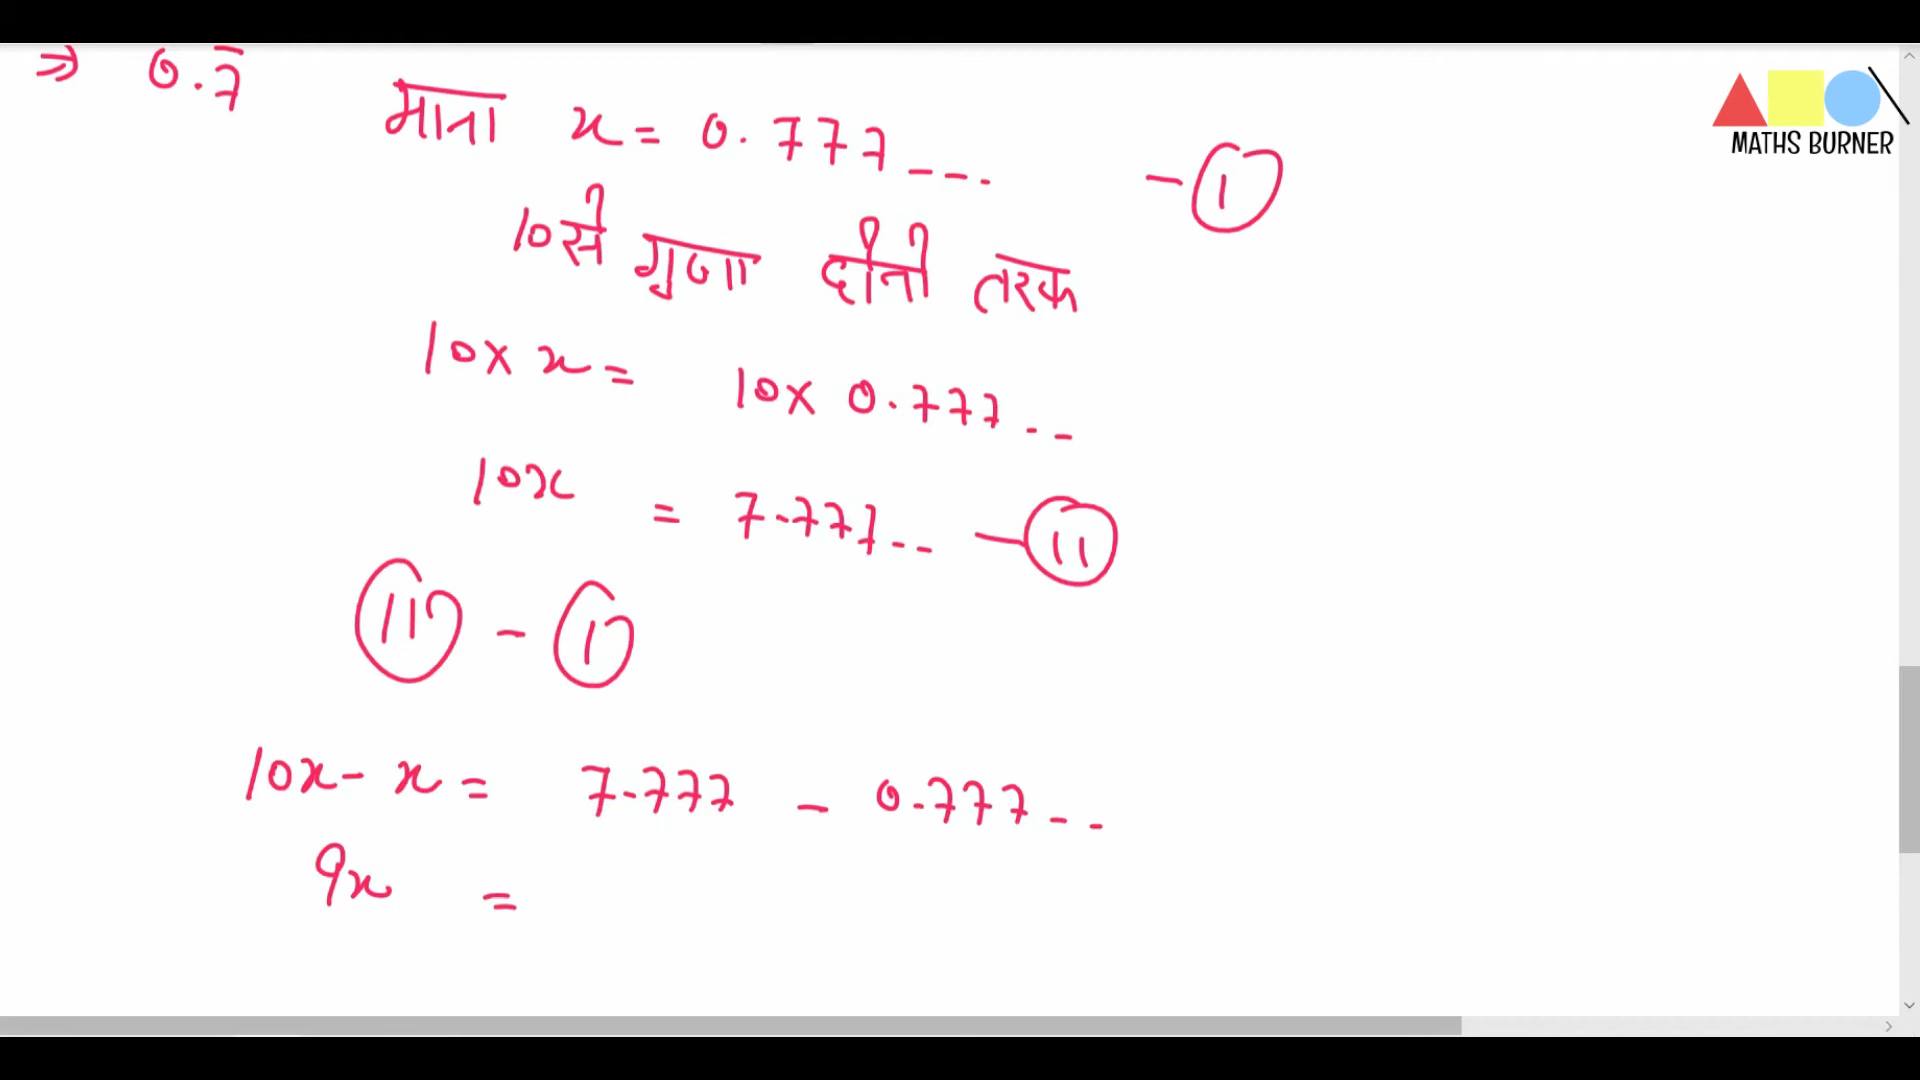 ⇒ 0.7̄
माना x = 0.777---. - ①
MATHS BURNER
10से गुणा दोनो तरफ
10 x x = 10 x 0.777..
10x = 7.777.. - ⑪
⑪ - ①
10x - x = 7.777 - 0.777..
9x =